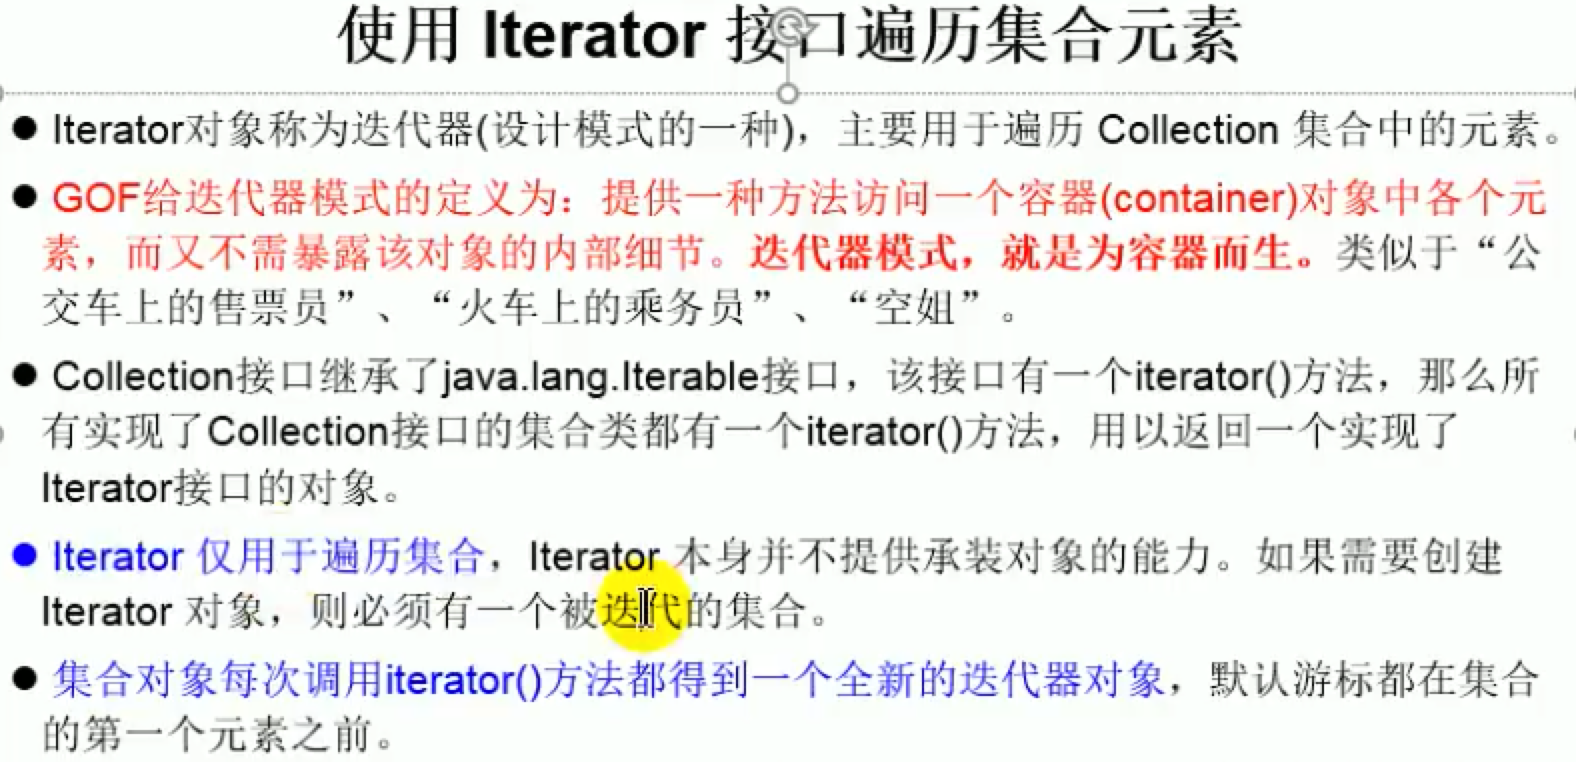 使用 Iterator 接口遍历集合元素
Iterator对象称为迭代器(设计模式的一种)，主要用于遍历 Collection 集合中的元素。
GOF给迭代器模式的定义为：提供一种方法访问一个容器(container)对象中各个元
素，而又不需暴露该对象的内部细节。迭代器模式，就是为容器而生。类似于“公
交车上的售票员”、“火车上的乘务员”、“空姐”。
Collection接口继承了java.lang.Iterable接口，该接口有一个iterator()方法，那么所
有实现了Collection接口的集合类都有一个iterator()方法，用以返回一个实现了
Iterator接口的对象。
Iterator 仅用于遍历集合，Iterator 本身并不提供承装对象的能力。如果需要创建
Iterator 对象，则必须有一个被迭代的集合。
集合对象每次调用iterator()方法都得到一个全新的迭代器对象，默认游标都在集合
的第一个元素之前。